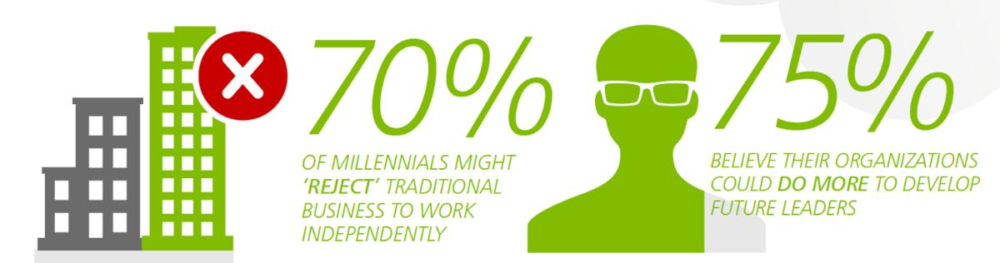 70%
OF MILLENNIALS MIGHT
‘REJECT’ TRADITIONAL
BUSINESS TO WORK
INDEPENDENTLY
75%
BELIEVE THEIR ORGANIZATIONS
COULD DO MORE TO DEVELOP
FUTURE LEADERS